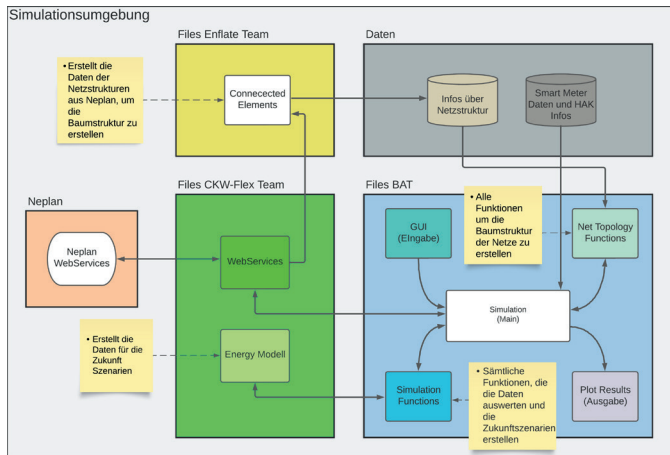 Simulationsumgebung
Files Enflate Team
Daten
• Erstellt die
Daten der
Netzstrukturen
aus Neplan, um
die
Baumstruktur zu
erstellen
Connecected
Elements
Infos über
Netzstruktur
Smart Meter
Daten und HAK
Infos
Files CKW-Flex Team
Files BAT
Neplan
Neplan
WebServices
WebServices
GUI
(EIngabe)
• Alle
Funktionen
um die
Baumstruktur
der Netze zu
erstellen
Net Topology
Functions
Simulation
(Main)
• Erstellt die
Daten für die
Zukunft
Szenarien
Energy Modell
Simulation
Functions
• Sämtliche
Funktionen, die
die Daten
auswerten und
die
Zukunftszenarien
erstellen
Plot Results
(Ausgabe)